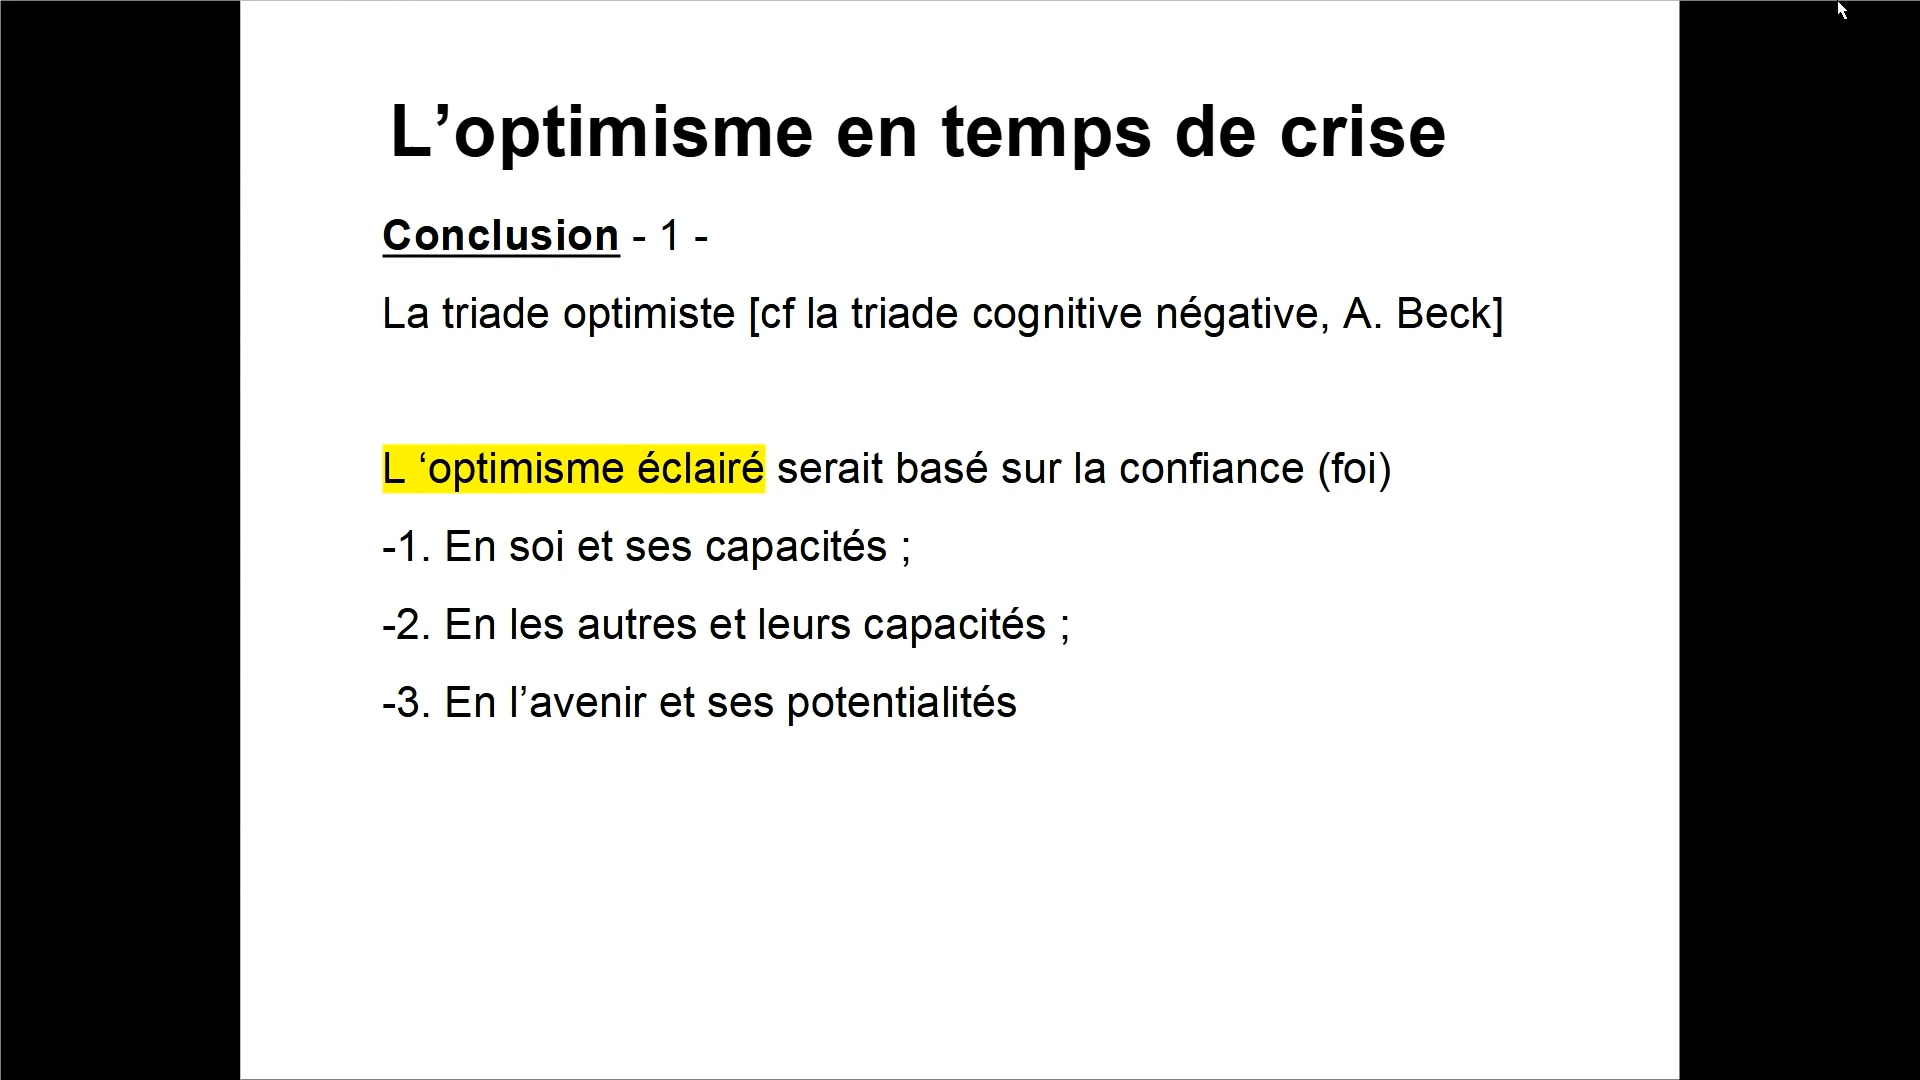 L’optimisme en temps de crise
Conclusion - 1 -
La triade optimiste [cf la triade cognitive négative, A. Beck]
L ‘optimisme éclairé serait basé sur la confiance (foi)
-1. En soi et ses capacités ;
-2. En les autres et leurs capacités ;
-3. En l’avenir et ses potentialités